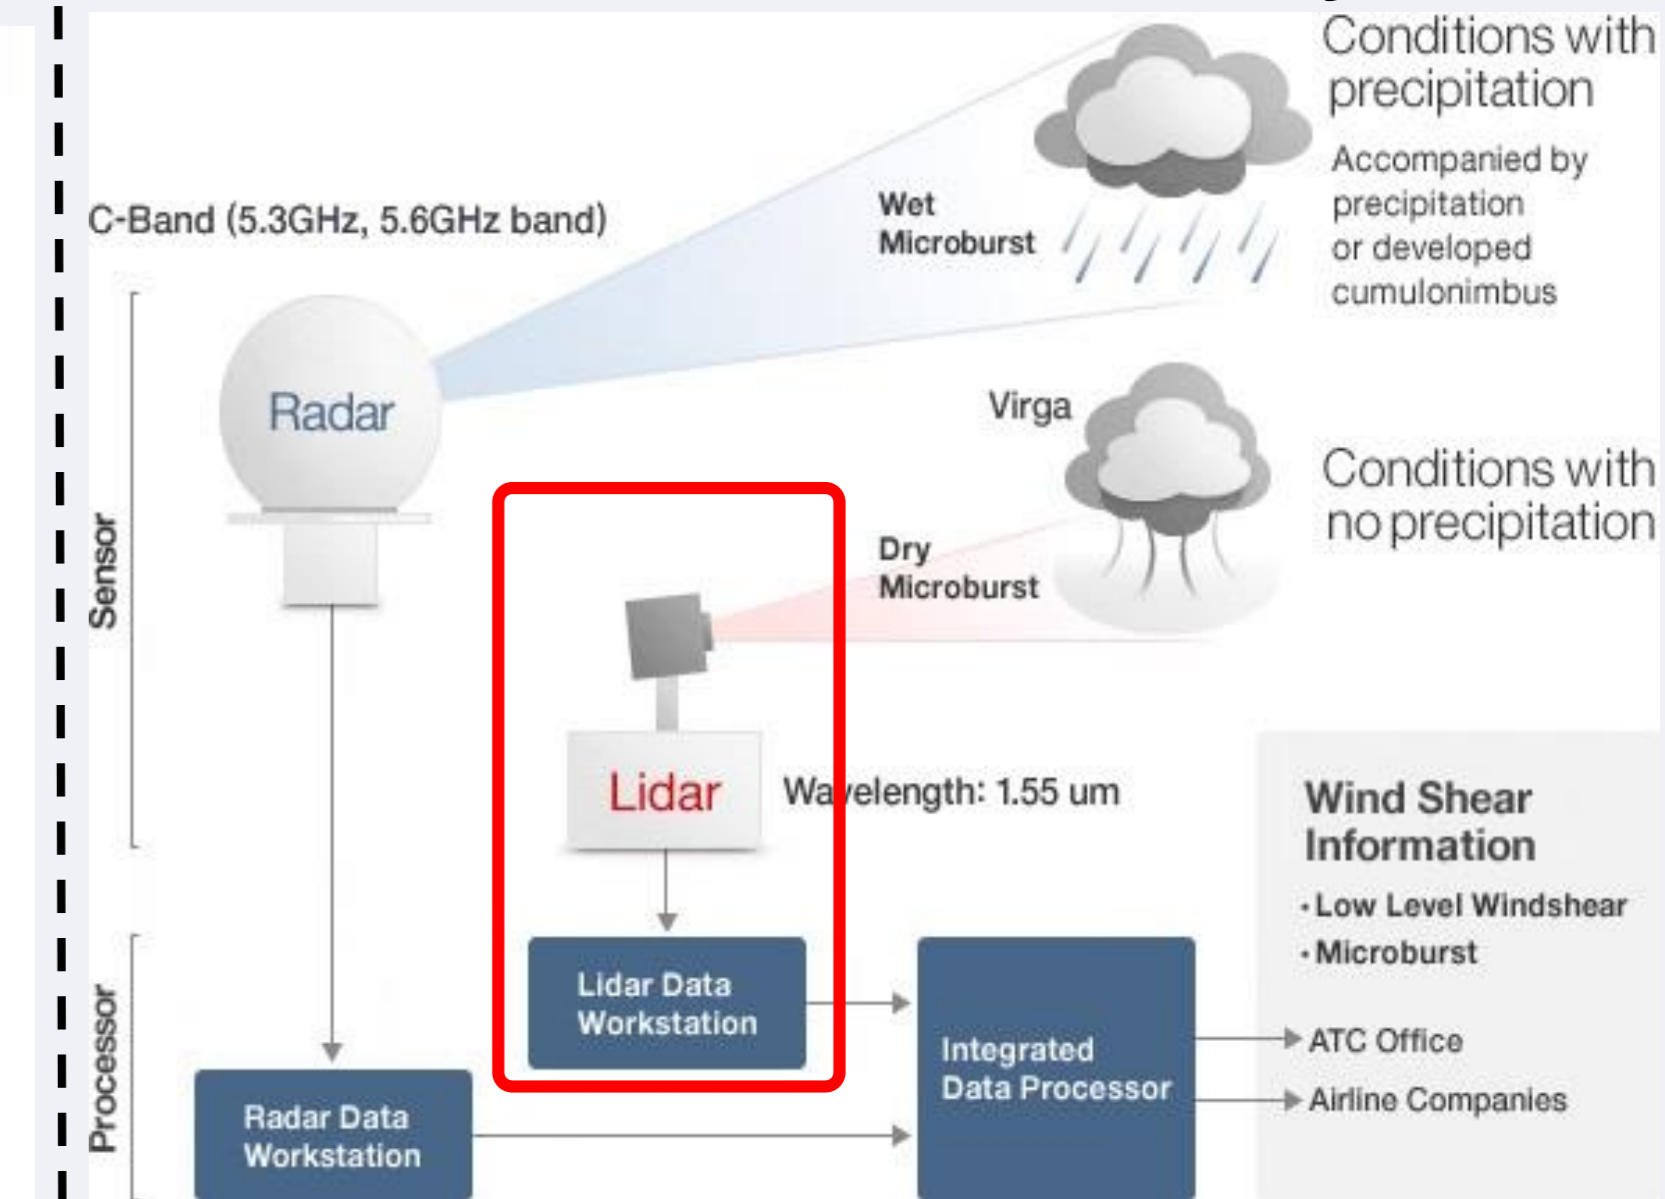 Conditions with
precipitation
Accompanied by
precipitation
or developed
cumulonimbus
C-Band (5.3GHz, 5.6GHz band)
Wet
Microburst
Radar
Virga
Conditions with
no precipitation
Dry
Microburst
Sensor
Lidar
Wavelength: 1.55 um
Wind Shear
Information
· Low Level Windshear
· Microburst
Processor
Lidar Data
Workstation
Integrated
Data Processor
ATC Office
Airline Companies
Radar Data
Workstation